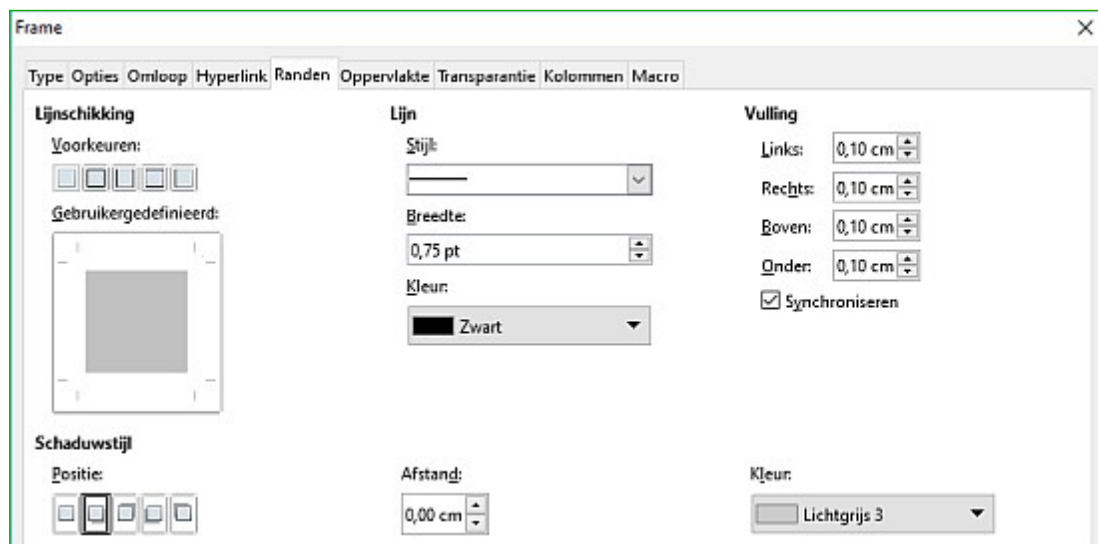 Frame
Type Opties Omloop Hyperlink Randen Oppervlakte Transparantie Kolommen Macro
Lijnschikking
Voorkeuren:
Gebruikergedefinieerd:
Lijn
Stijl:
Breedte:
0,75 pt
Kleur:
Zwart
Vulling
Links: 0,10 cm
Rechts: 0,10 cm
Boven: 0,10 cm
Onder: 0,10 cm
Synchroniseren
Schaduwstijl
Positie:
Afstand:
0,00 cm
Kleur:
Lichtgrijs 3